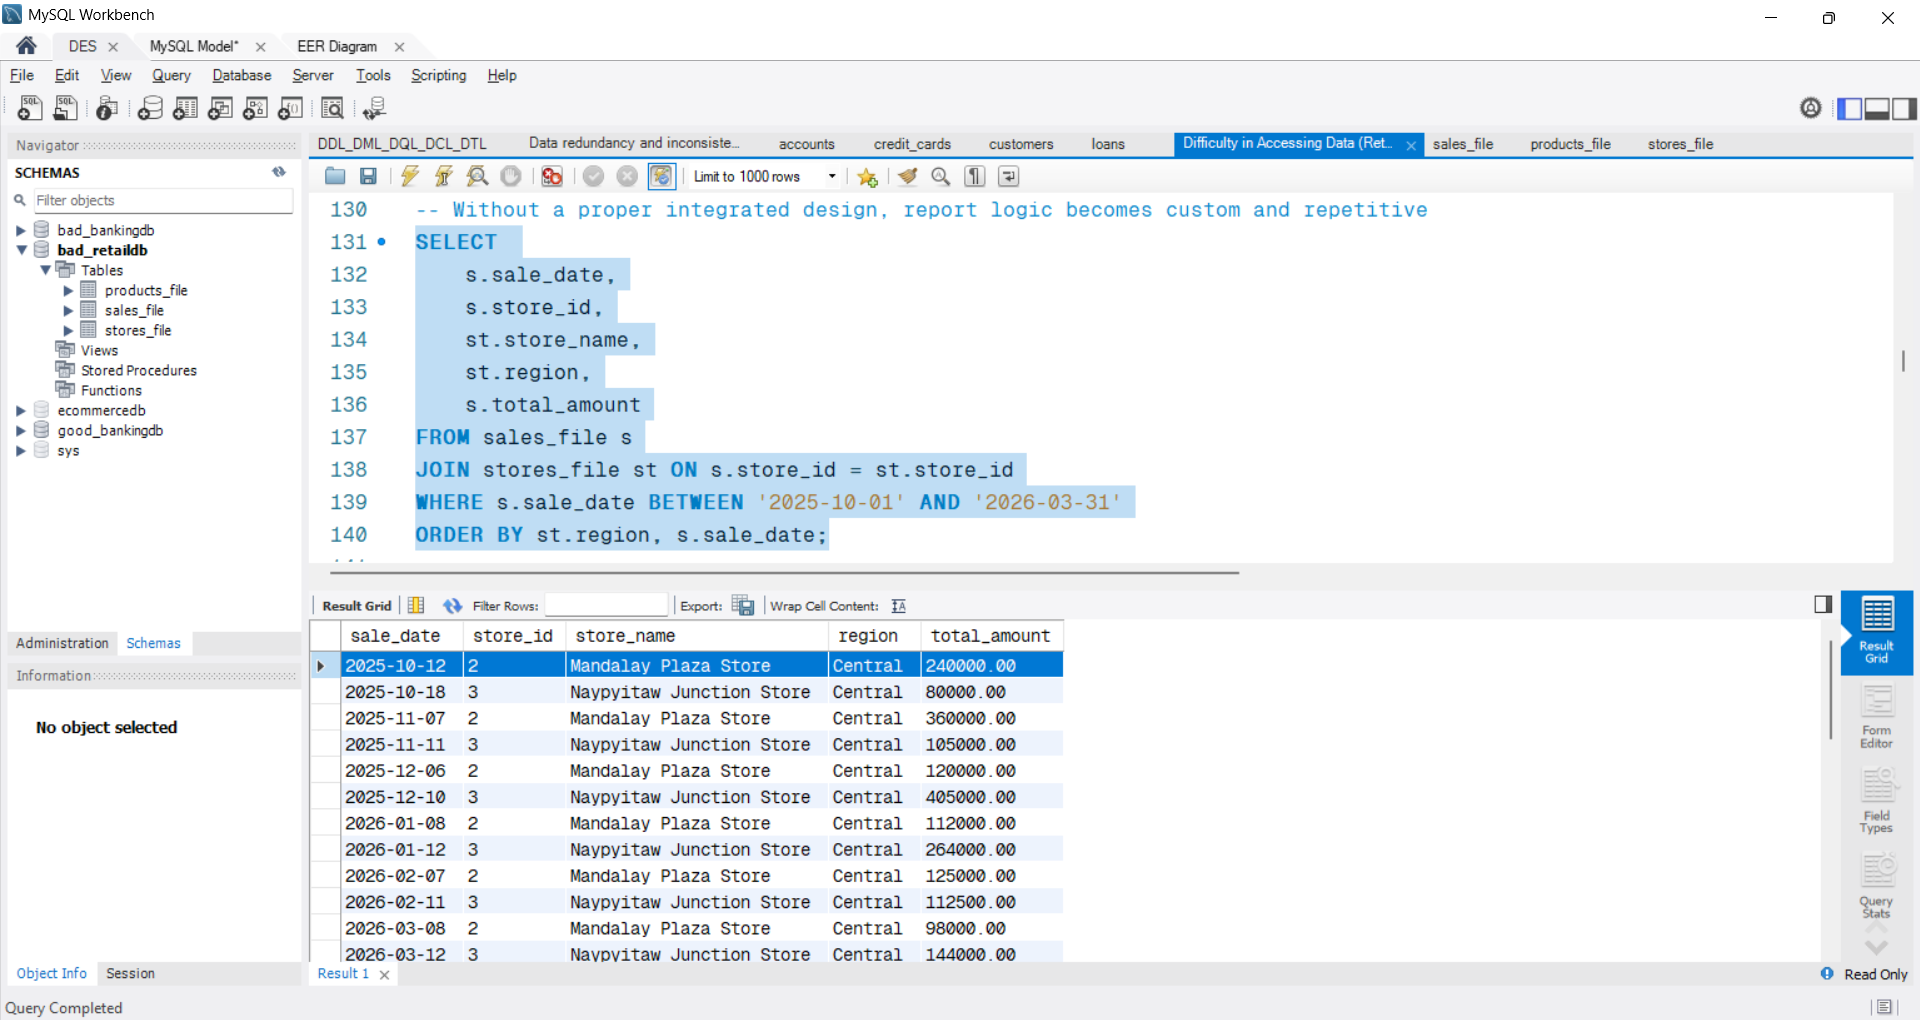 MySQL Workbench
DES
MySQL Model*
EER Diagram
File Edit View Query Database Server Tools Scripting Help
Navigator
SCHEMAS
Filter objects
bad_bankingdb
bad_retaildb
Tables
products_file
sales_file
stores_file
Views
Stored Procedures
Functions
ecommercedb
good_bankingdb
sys
Administration Schemas
Information
No object selected
Object Info Session
DDL_DML_DQL_DCL_DTL Data redundancy and inconsiste... accounts credit_cards customers loans Difficulty in Accessing Data (Ret... sales_file products_file stores_file
Limit to 1000 rows
130 -- Without a proper integrated design, report logic becomes custom and repetitive
131 SELECT
132 s.sale_date,
133 s.store_id,
134 st.store_name,
135 st.region,
136 s.total_amount
137 FROM sales_file s
138 JOIN stores_file st ON s.store_id = st.store_id
139 WHERE s.sale_date BETWEEN '2025-10-01' AND '2026-03-31'
140 ORDER BY st.region, s.sale_date;
Result Grid Filter Rows: Export: Wrap Cell Content:
sale_date store_id store_name region total_amount
2025-10-12 2 Mandalay Plaza Store Central 240000.00
2025-10-18 3 Naypyitaw Junction Store Central 80000.00
2025-11-07 2 Mandalay Plaza Store Central 360000.00
2025-11-11 3 Naypyitaw Junction Store Central 105000.00
2025-12-06 2 Mandalay Plaza Store Central 120000.00
2025-12-10 3 Naypyitaw Junction Store Central 405000.00
2026-01-08 2 Mandalay Plaza Store Central 112000.00
2026-01-12 3 Naypyitaw Junction Store Central 264000.00
2026-02-07 2 Mandalay Plaza Store Central 125000.00
2026-02-11 3 Naypyitaw Junction Store Central 112500.00
2026-03-08 2 Mandalay Plaza Store Central 98000.00
2026-03-12 3 Naypyitaw Junction Store Central 144000.00
Result
Grid
Form
Editor
Field
Types
Query
Stats
Result 1
Read Only
Query Completed